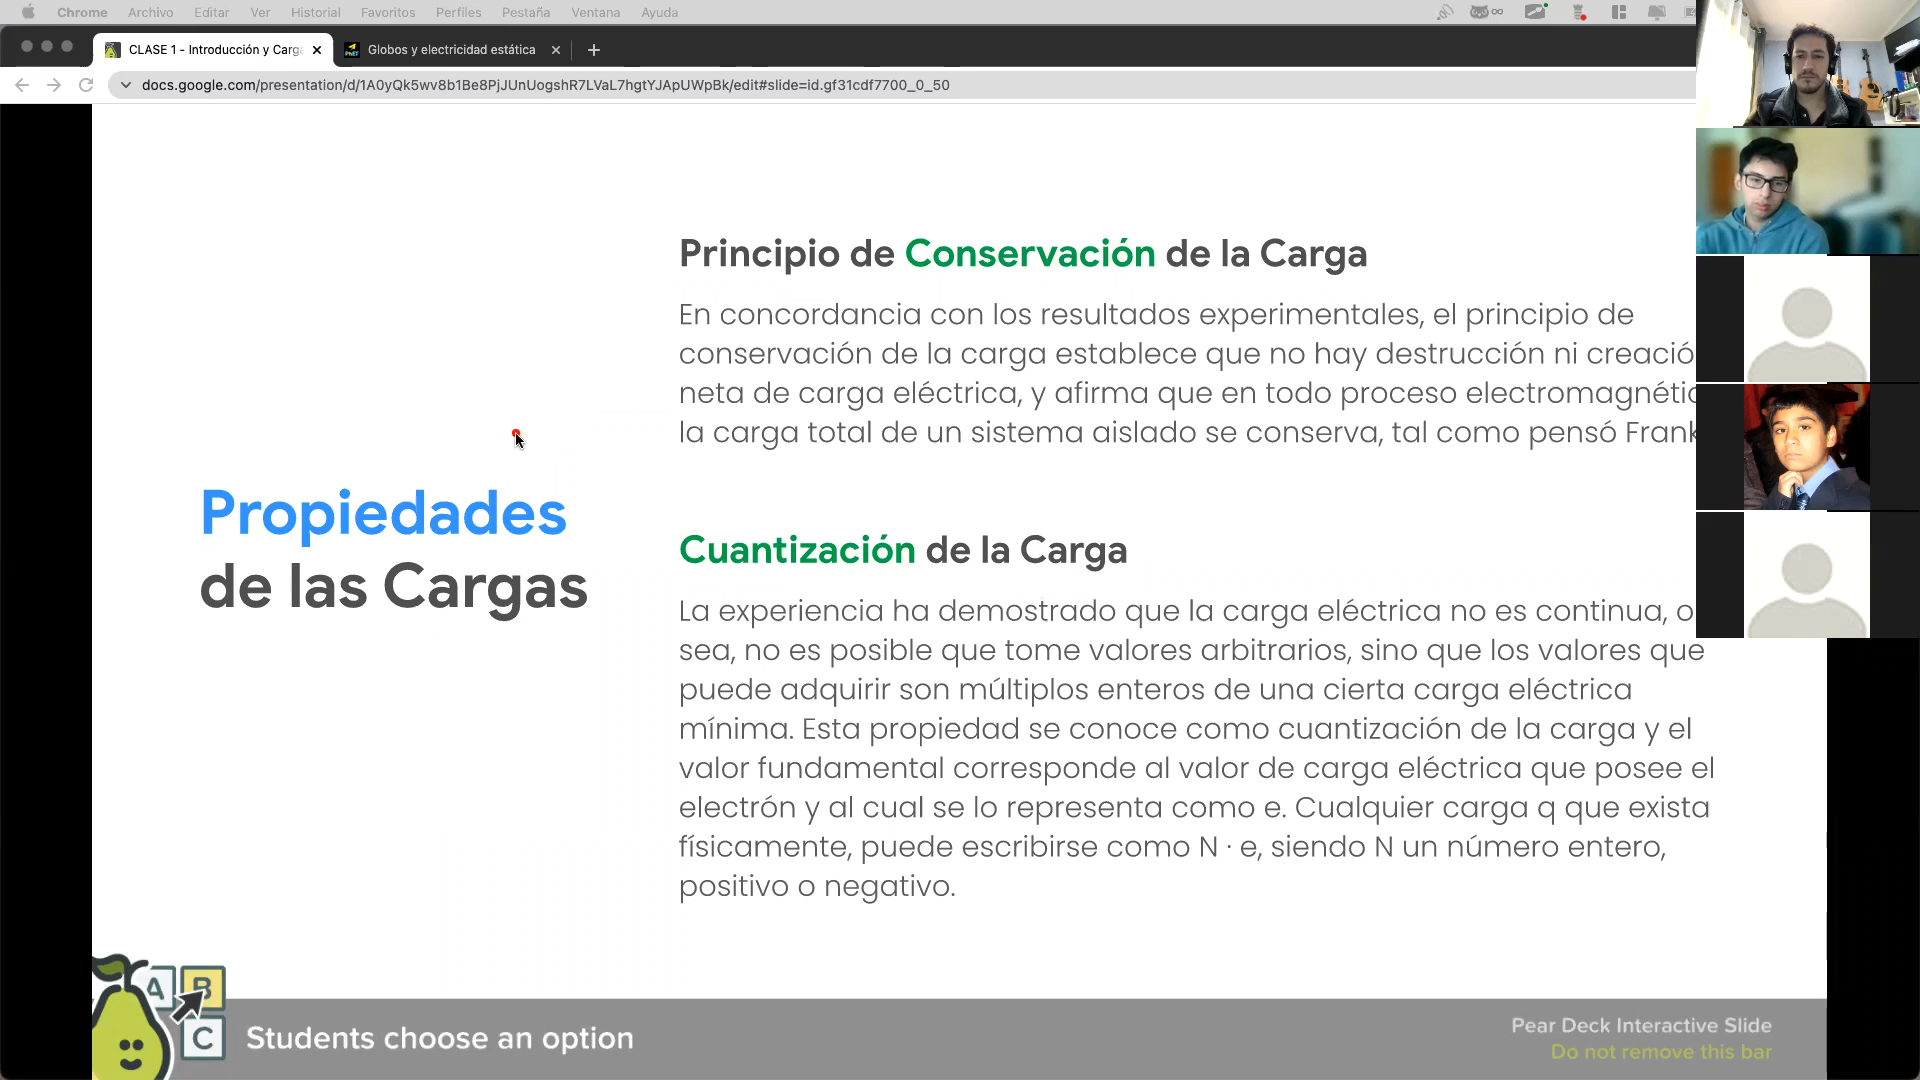 Chrome Archivo Editar Ver Historial Favoritos Perfiles Pestaña Ventana Ayuda
CLASE 1 - Introducción y Carga
Globos y electricidad estática
docs.google.com/presentation/d/1A0yQk5wv8b1Be8PjJUnUogshR7LVaL7hgtYJApUWpBk/edit#slide=id.gf31cdf7700_0_50
Propiedades
de las Cargas
Principio de Conservación de la Carga
En concordancia con los resultados experimentales, el principio de
conservación de la carga establece que no hay destrucción ni creació
neta de carga eléctrica, y afirma que en todo proceso electromagnétic
la carga total de un sistema aislado se conserva, tal como pensó Frank
Cuantización de la Carga
La experiencia ha demostrado que la carga eléctrica no es continua, o
sea, no es posible que tome valores arbitrarios, sino que los valores que
puede adquirir son múltiplos enteros de una cierta carga eléctrica
mínima. Esta propiedad se conoce como cuantización de la carga y el
valor fundamental corresponde al valor de carga eléctrica que posee el
electrón y al cual se lo representa como e. Cualquier carga q que exista
físicamente, puede escribirse como N · e, siendo N un número entero,
positivo o negativo.
A B
C
Students choose an option
Pear Deck Interactive Slide
Do not remove this bar